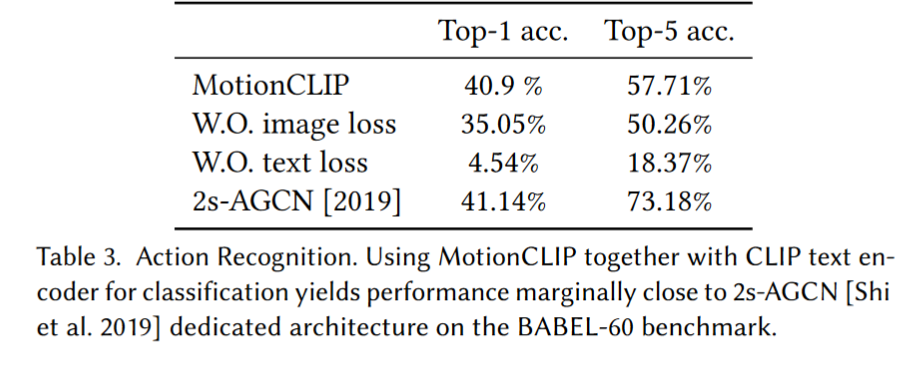 Top-1 acc. Top-5 acc.
MotionCLIP 40.9 % 57.71%
W.O. image loss 35.05% 50.26%
W.O. text loss 4.54% 18.37%
2s-AGCN [2019] 41.14% 73.18%
Table 3. Action Recognition. Using MotionCLIP together with CLIP text en-
coder for classification yields performance marginally close to 2s-AGCN [Shi
et al. 2019] dedicated architecture on the BABEL-60 benchmark.